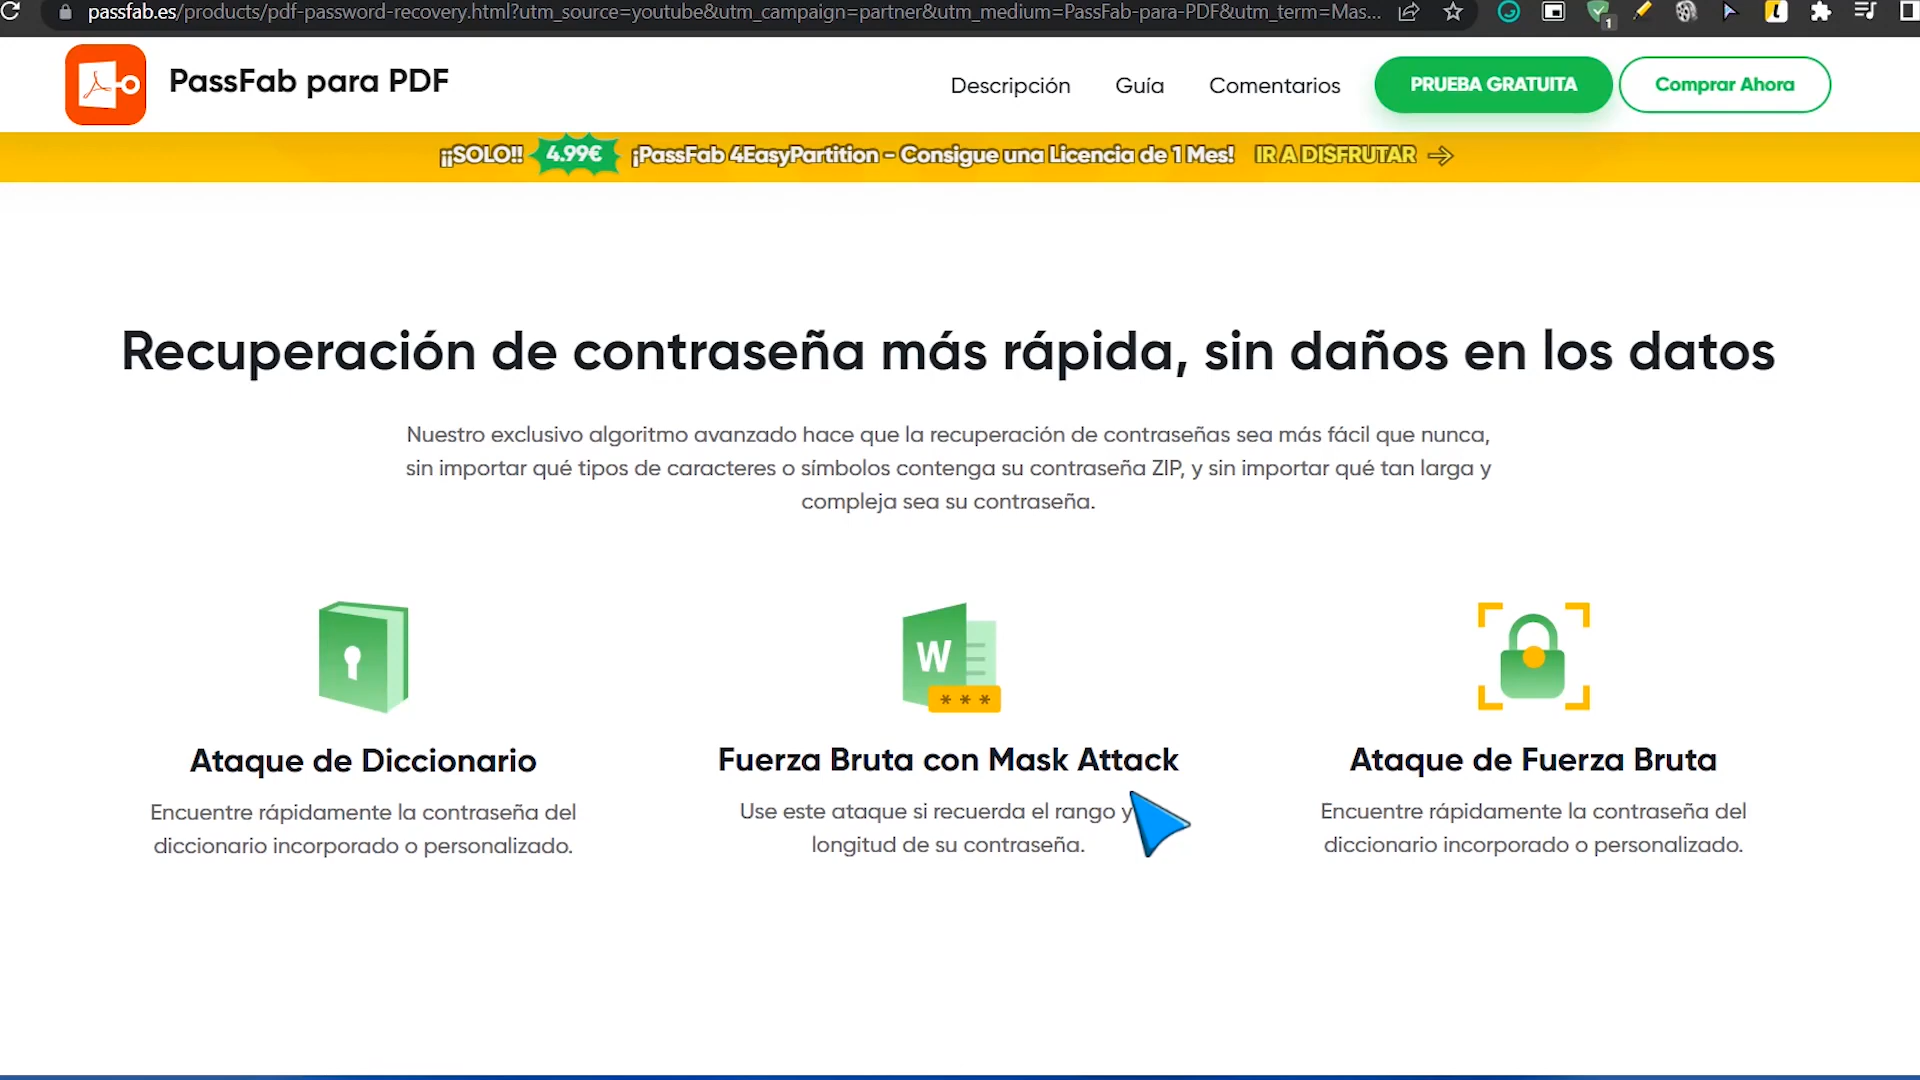 passfab.es/products/pdf-password-recovery.html?utm_source=youtube&utm_campaign=partner&utm_medium=PassFab-para-PDF&utm_term=Mas...
1
PassFab para PDF
Descripción
Guía
Comentarios
PRUEBA GRATUITA
Comprar Ahora
¡¡SOLO!! 4.99€ ¡PassFab 4EasyPartition - Consigue una Licencia de 1 Mes! IR A DISFRUTAR
Recuperación de contraseña más rápida, sin daños en los datos
Nuestro exclusivo algoritmo avanzado hace que la recuperación de contraseñas sea más fácil que nunca,
sin importar qué tipos de caracteres o símbolos contenga su contraseña ZIP, y sin importar qué tan larga y
compleja sea su contraseña.
W
***
Ataque de Diccionario
Encuentre rápidamente la contraseña del
diccionario incorporado o personalizado.
Fuerza Bruta con Mask Attack
Use este ataque si recuerda el rango y
longitud de su contraseña.
Ataque de Fuerza Bruta
Encuentre rápidamente la contraseña del
diccionario incorporado o personalizado.